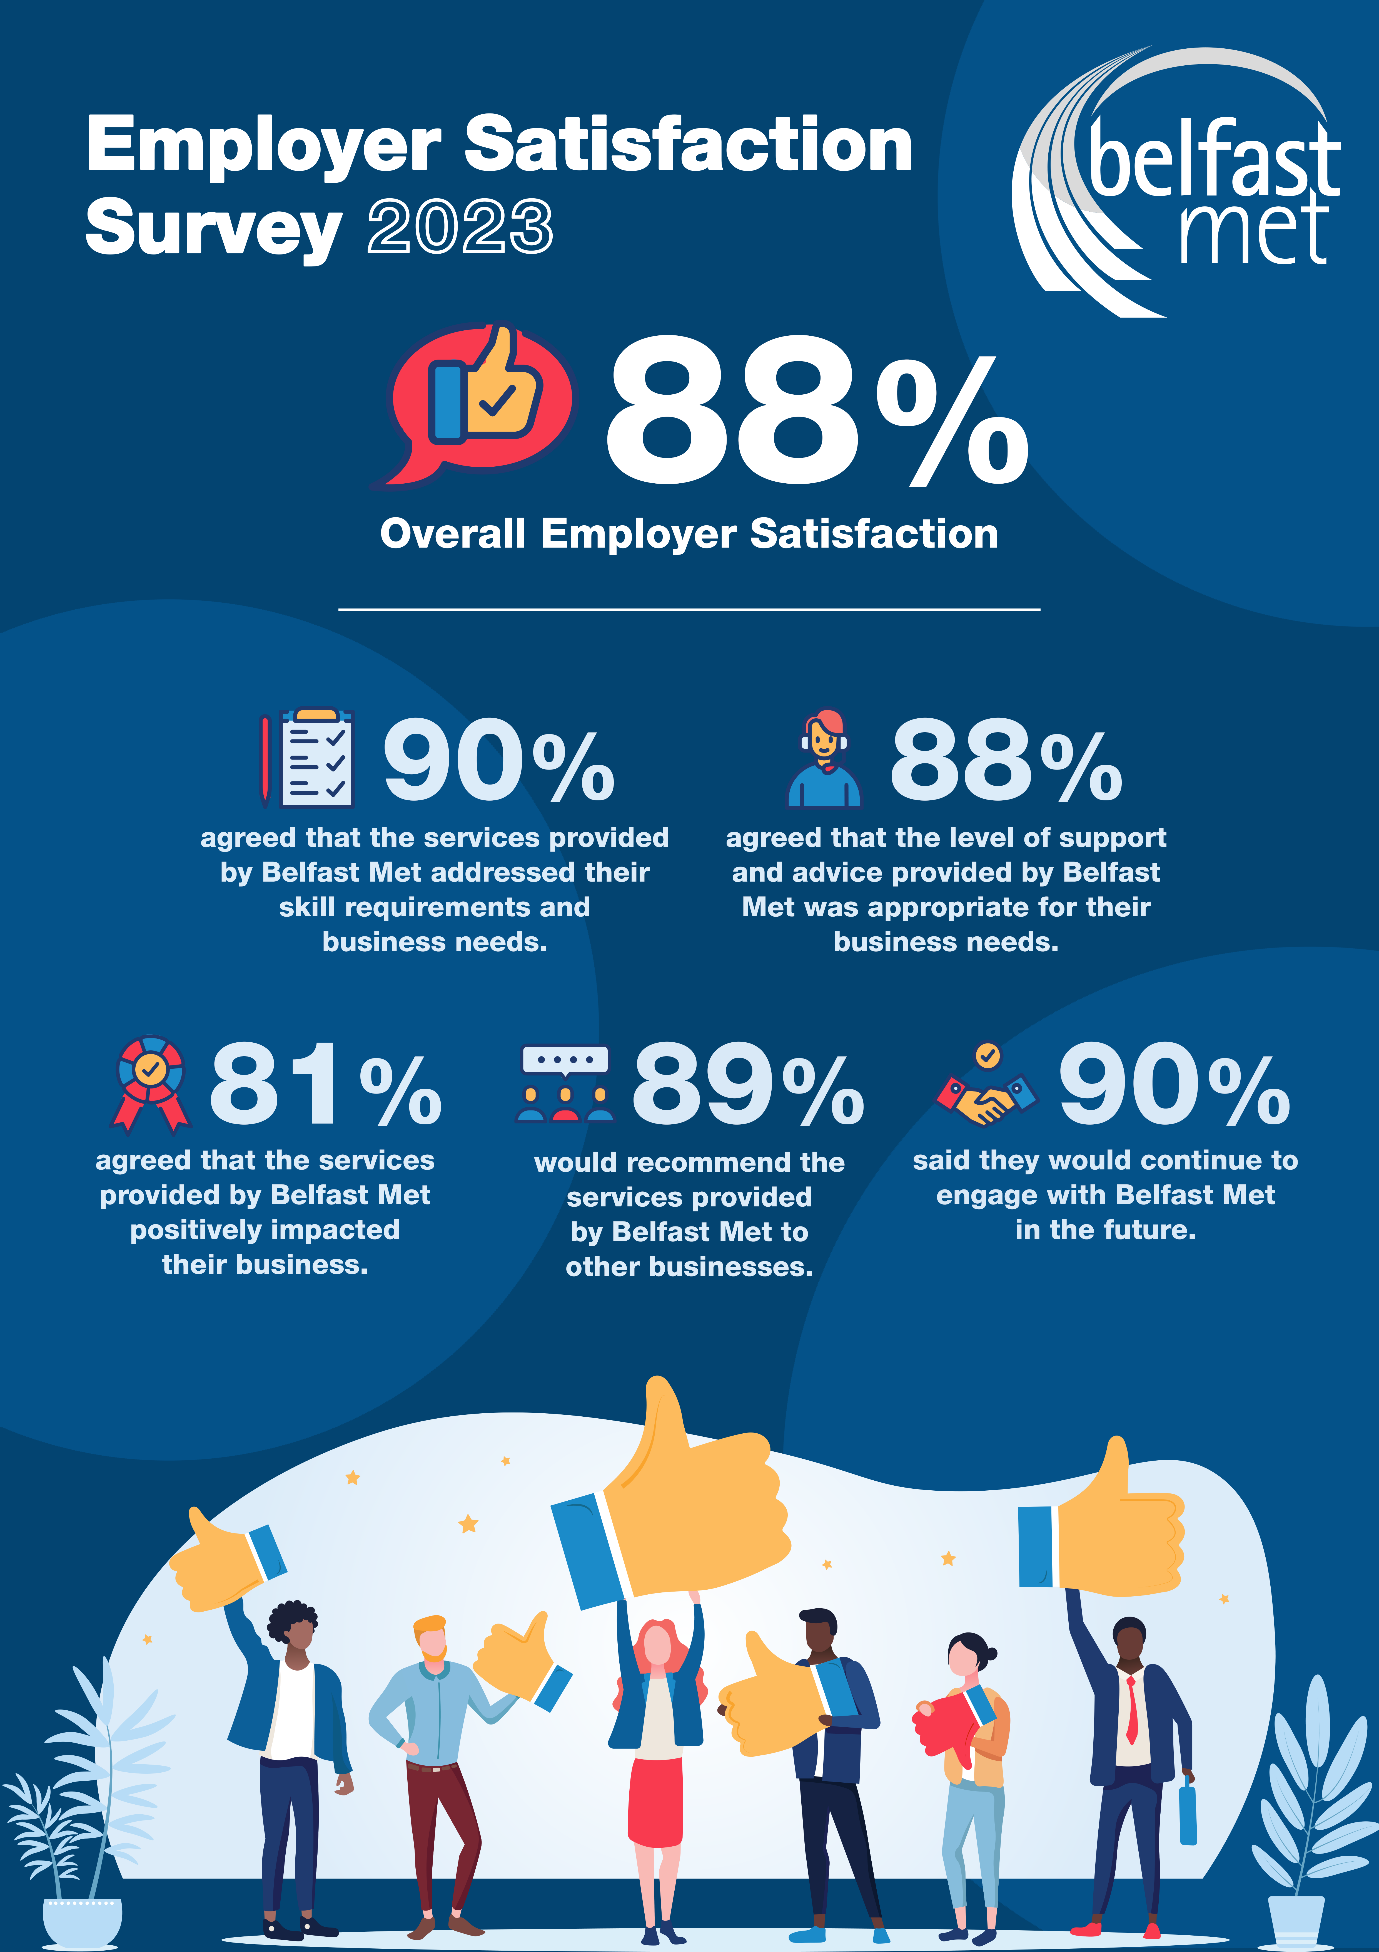 Employer Satisfaction
Survey 2023
belfast
met
88%
Overall Employer Satisfaction
90%
agreed that the services provided
by Belfast Met addressed their
skill requirements and
business needs.
88%
agreed that the level of support
and advice provided by Belfast
Met was appropriate for their
business needs.
81%
agreed that the services
provided by Belfast Met
positively impacted
their business.
89%
would recommend the
services provided
by Belfast Met to
other businesses.
90%
said they would continue to
engage with Belfast Met
in the future.